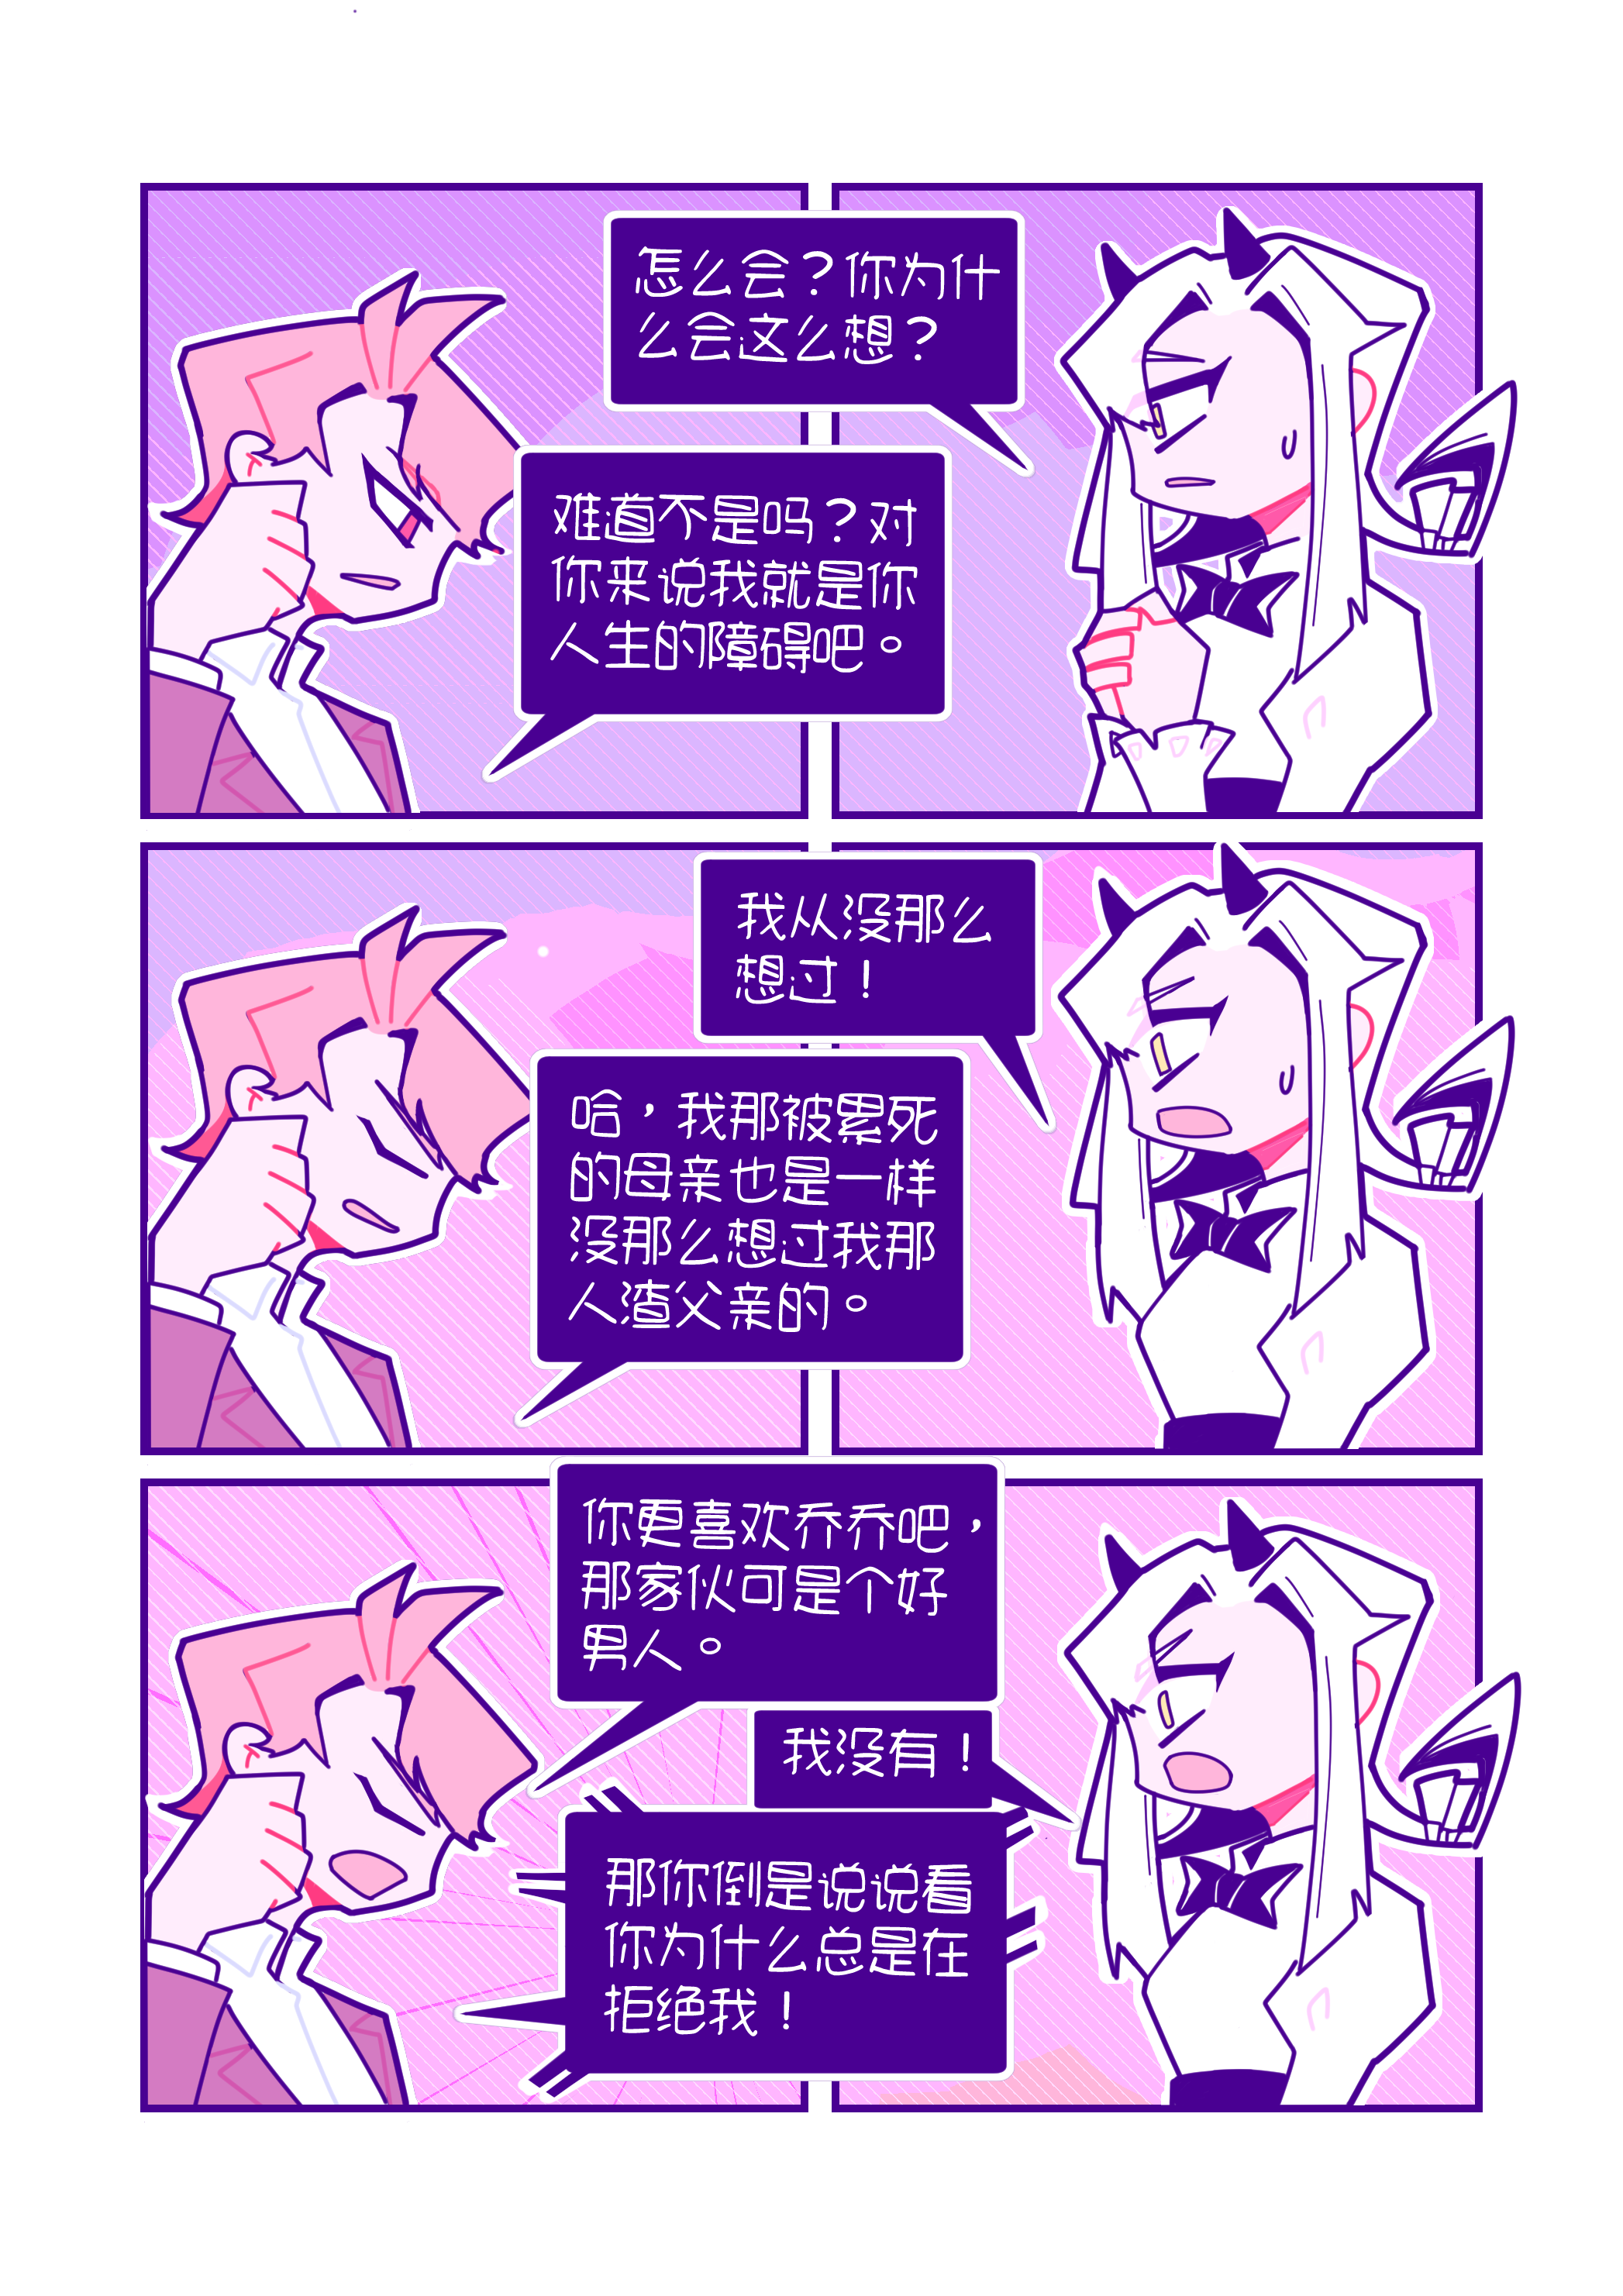 怎么会？你为什
么会这么想？
难道不是吗？对
你来说我就是你
人生的障碍吧。
我从没那么
想过！
哈，我那被累死
的母亲也是一样
没那么想过我那
人渣父亲的。
你更喜欢乔乔吧，
那家伙可是个好
男人。
我没有！
那你倒是说说看
你为什么总是在
拒绝我！